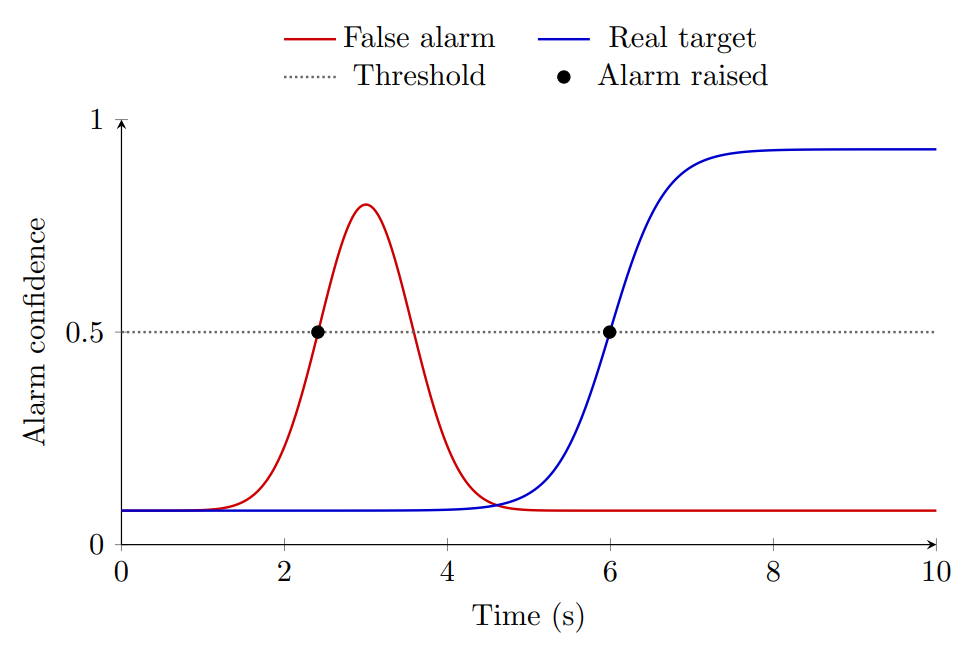 False alarm Real target
Threshold Alarm raised
1
0.5
0
Alarm confidence
0 2 4 6 8 10
Time (s)